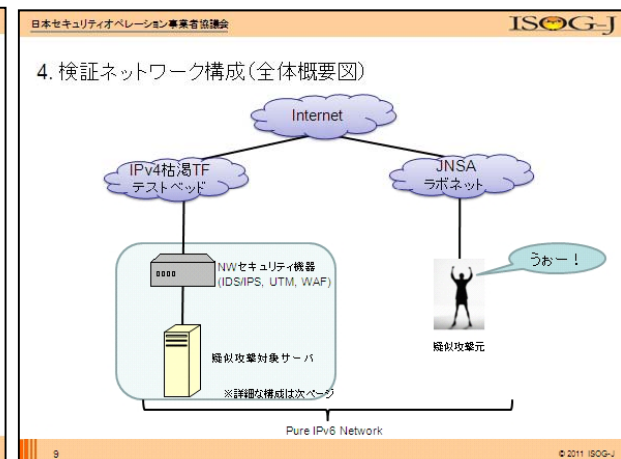 日本セキュリティオペレーション事業者協議会
ISOG-J
4. 検証ネットワーク構成(全体概要図)
Internet
IPv4枯渇TF
テストベッド
JNSA
ラボネット
NWセキュリティ機器
(IDS/IPS, UTM, WAF)
うぉー!
疑似攻撃元
疑似攻撃対象サーバ
※詳細な構成は次ページ
Pure IPv6 Network
9
© 2011 ISOG-J